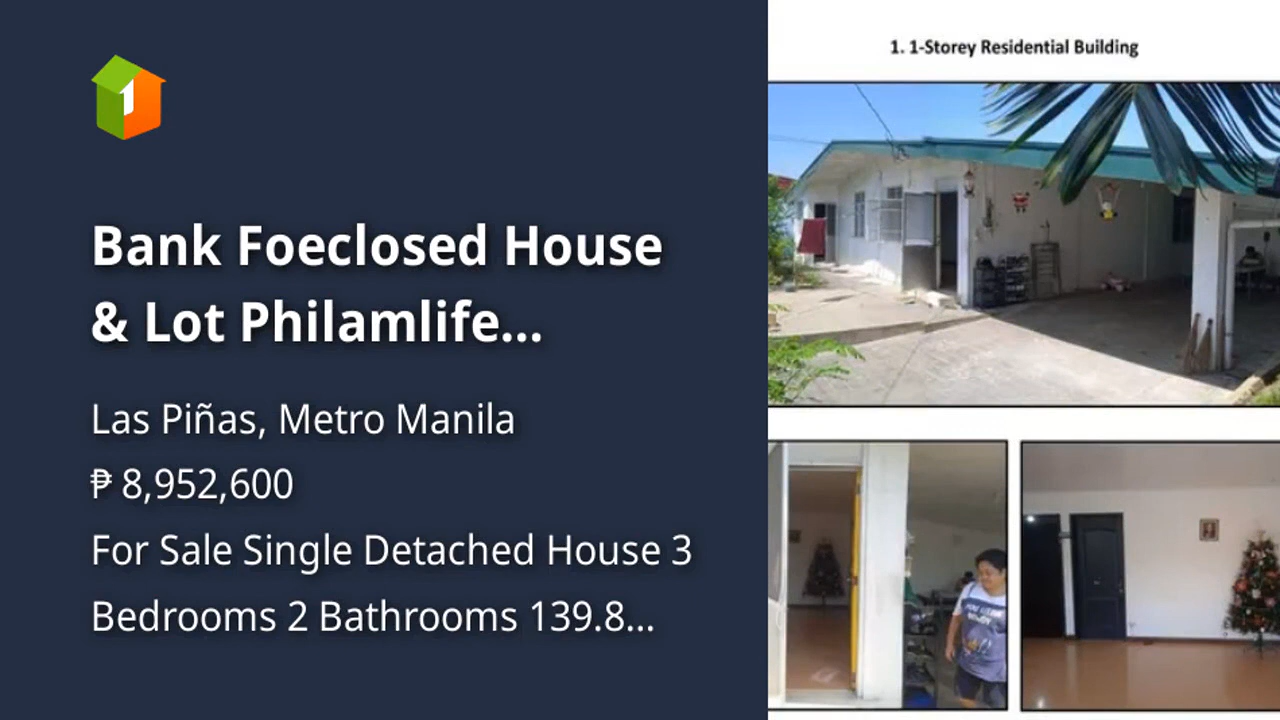 Bank Foeclosed House
& Lot Philamlife...
Las Piñas, Metro Manila
₱ 8,952,600
For Sale Single Detached House 3
Bedrooms 2 Bathrooms 139.8...
1. 1-Storey Residential Building